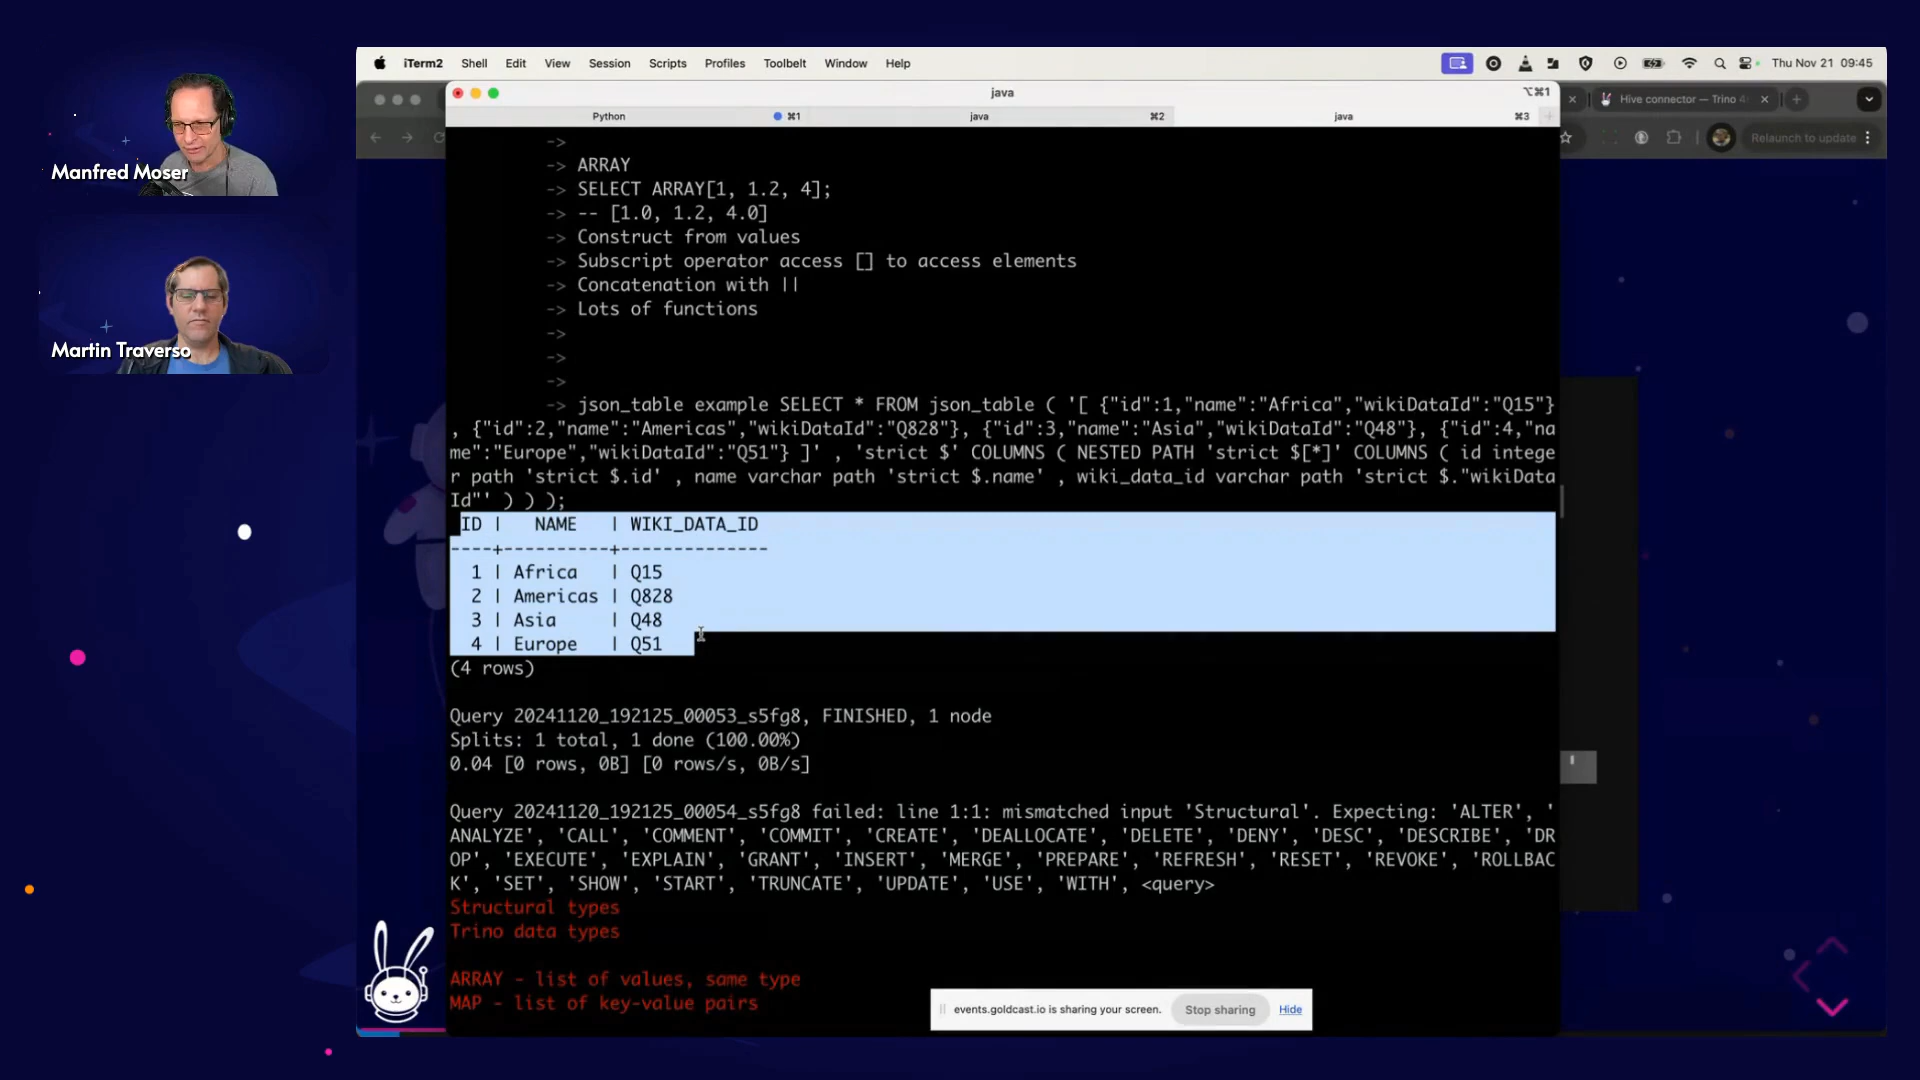 iTerm2 Shell Edit View Session Scripts Profiles Toolbelt Window Help Thu Nov 21 09:45
java ⌥⌘1
Python ⌘1 java ⌘2 java ⌘3
Hive connector — Trino 4
Relaunch to update
Manfred Moser
Martin Traverso
->
-> ARRAY
-> SELECT ARRAY[1, 1.2, 4];
-> -- [1.0, 1.2, 4.0]
-> Construct from values
-> Subscript operator access [] to access elements
-> Concatenation with ||
-> Lots of functions
->
->
->
-> json_table example SELECT * FROM json_table ( '[ {"id":1,"name":"Africa","wikiDataId":"Q15"}
, {"id":2,"name":"Americas","wikiDataId":"Q828"}, {"id":3,"name":"Asia","wikiDataId":"Q48"}, {"id":4,"na
me":"Europe","wikiDataId":"Q51"} ]' , 'strict $' COLUMNS ( NESTED PATH 'strict $[*]' COLUMNS ( id intege
r path 'strict $.id' , name varchar path 'strict $.name' , wiki_data_id varchar path 'strict $."wikiData
Id"' ) ) );
ID | NAME | WIKI_DATA_ID
----+----------+--------------
1 | Africa | Q15
2 | Americas | Q828
3 | Asia | Q48
4 | Europe | Q51
(4 rows)
Query 20241120_192125_00053_s5fg8, FINISHED, 1 node
Splits: 1 total, 1 done (100.00%)
0.04 [0 rows, 0B] [0 rows/s, 0B/s]
Query 20241120_192125_00054_s5fg8 failed: line 1:1: mismatched input 'Structural'. Expecting: 'ALTER', '
ANALYZE', 'CALL', 'COMMENT', 'COMMIT', 'CREATE', 'DEALLOCATE', 'DELETE', 'DENY', 'DESC', 'DESCRIBE', 'DR
OP', 'EXECUTE', 'EXPLAIN', 'GRANT', 'INSERT', 'MERGE', 'PREPARE', 'REFRESH', 'RESET', 'REVOKE', 'ROLLBAC
K', 'SET', 'SHOW', 'START', 'TRUNCATE', 'UPDATE', 'USE', 'WITH', <query>
Structural types
Trino data types
ARRAY - list of values, same type
MAP - list of key-value pairs
events.goldcast.io is sharing your screen. Stop sharing Hide